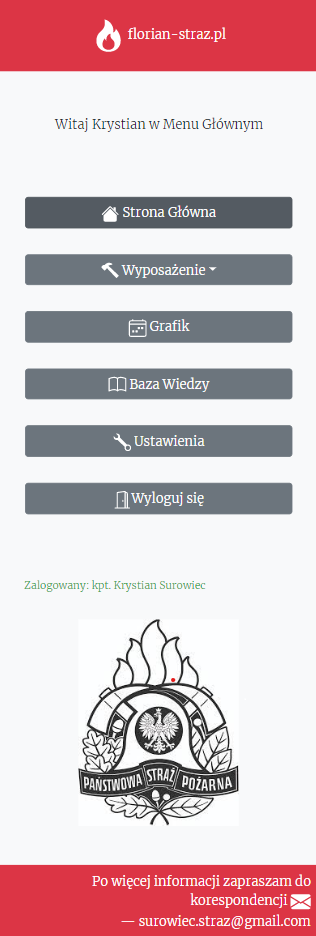 florian-straz.pl
Witaj Krystian w Menu Głównym
Strona Główna
Wyposażenie
Grafik
Baza Wiedzy
Ustawienia
Wyloguj się
Zalogowany: kpt. Krystian Surowiec
PAŃSTWOWA STRAŻ POŻARNA
Po więcej informacji zapraszam do
korespondencji
— surowiec.straz@gmail.com